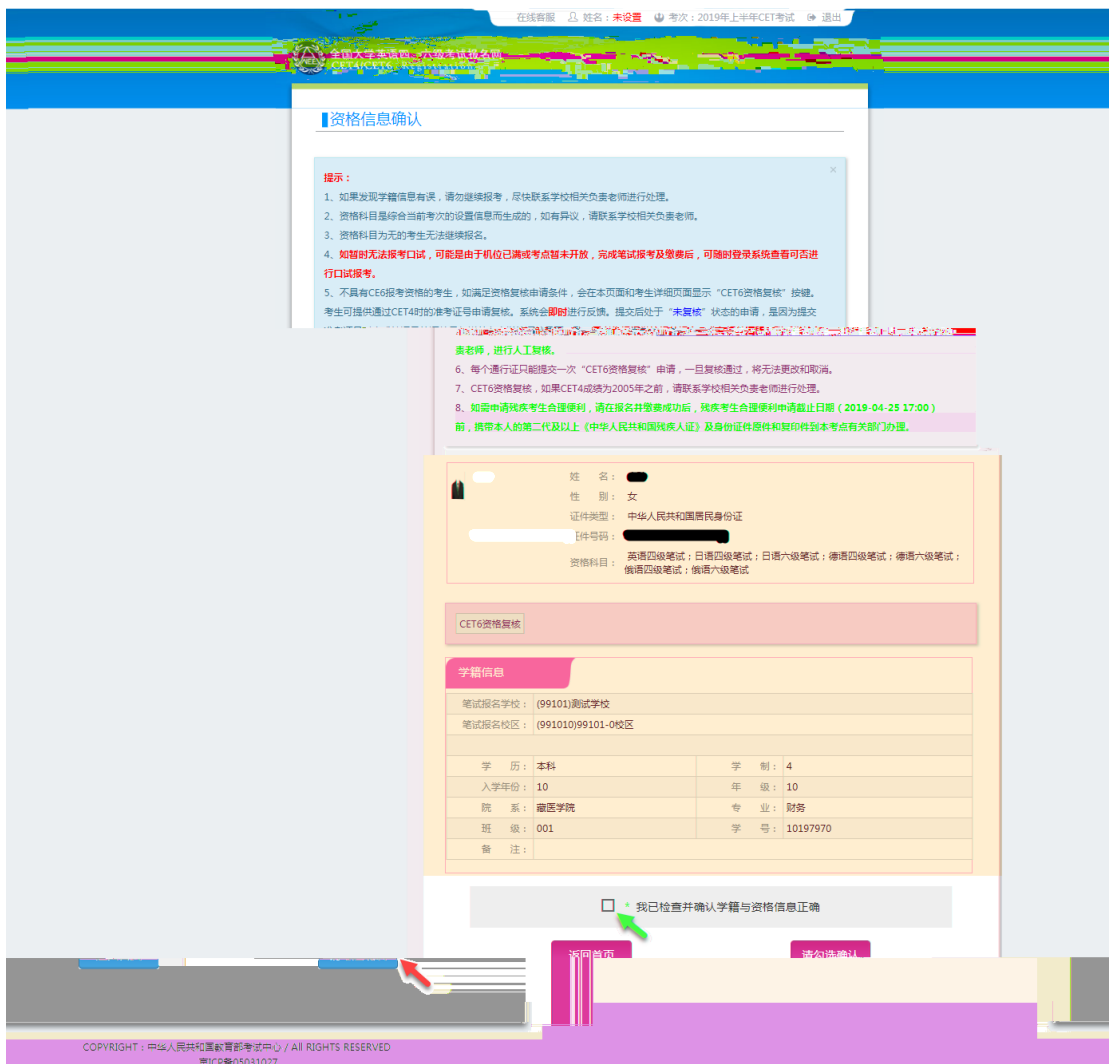 在线客服 姓名：未设置 考次：2019年上半年CET考试 退出
全国大学英语四、六级考试报名网
资格信息确认
提示：
1、如果发现学籍信息有误，请勿继续报考，尽快联系学校相关负责老师进行处理。
2、资格科目是综合当前考次的设置信息而生成的，如有异议，请联系学校相关负责老师。
3、资格科目为无的考生无法继续报名。
4、如暂时无法报考口试，可能是由于机位已满或考点暂未开放，完成笔试报考及缴费后，可随时登录系统查看可否进
行口试报考。
5、不具有CE6报考资格的考生，如满足资格复核申请条件，会在本页面和考生详细页面显示“CET6资格复核”按键。
考生可提供通过CET4时的准考证号申请复核。系统会即时进行反馈。提交后处于“未复核”状态的申请，是因为提交
责老师，进行人工复核。
6、每个通行证只能提交一次“CET6资格复核”申请，一旦复核通过，将无法更改和取消。
7、CET6资格复核，如果CET4成绩为2005年之前，请联系学校相关负责老师进行处理。
8、如需申请残疾考生合理便利，请在报名并缴费成功后，残疾考生合理便利申请截止日期（2019-04-25 17:00）
前，携带本人的第二代及以上《中华人民共和国残疾人证》及身份证件原件和复印件到本考点有关部门办理。
姓 名：
性 别： 女
证件类型： 中华人民共和国居民身份证
证件号码：
资格科目： 英语四级笔试；日语四级笔试；日语六级笔试；德语四级笔试；德语六级笔试；
俄语四级笔试；俄语六级笔试
CET6资格复核
学籍信息
笔试报名学校： (99101)测试学校
笔试报名校区： (991010)99101-0校区
学 历： 本科 学 制： 4
入学年份： 10 年 级： 10
院 系： 藏医学院 专 业： 财务
班 级： 001 学 号： 10197970
备 注：
* 我已检查并确认学籍与资格信息正确
返回首页 请勾选确认
COPYRIGHT：中华人民共和国教育部考试中心 / All RIGHTS RESERVED
京ICP备05031027